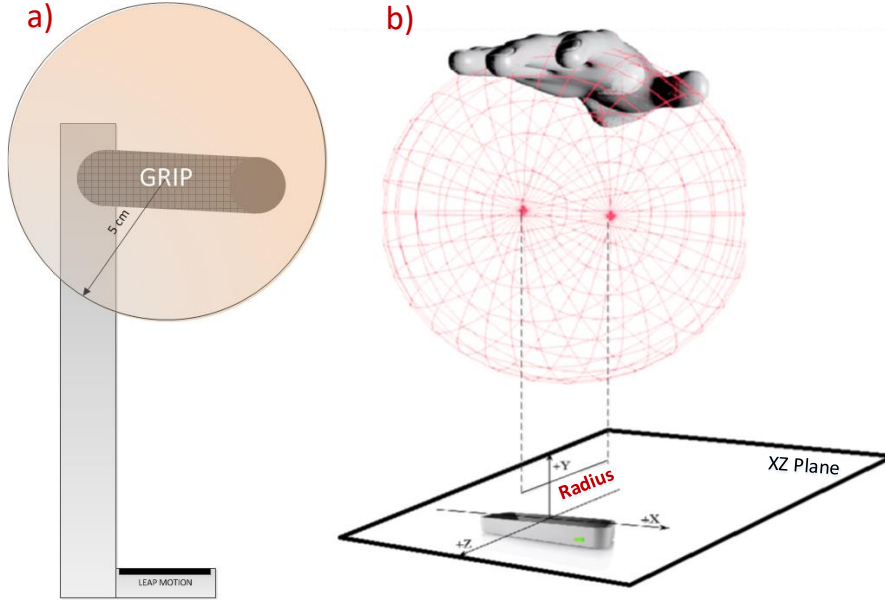 a)
b)
GRIP
5 cm
LEAP MOTION
XZ Plane
+Y
Radius
+X
+Z